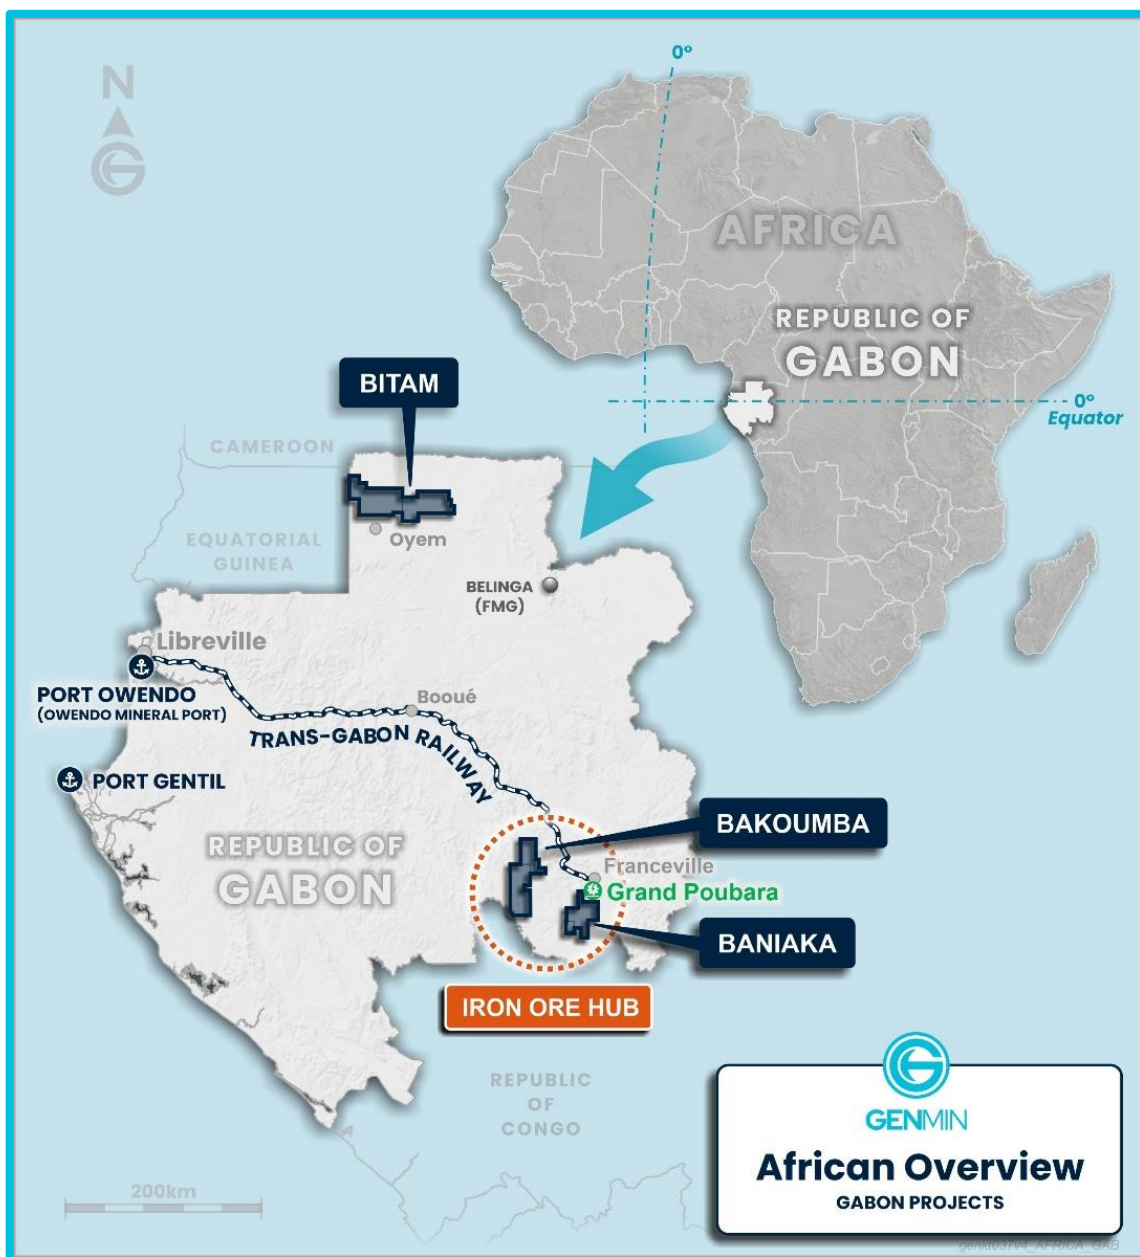 N
0°
AFRICA
REPUBLIC OF
GABON
0°
Equator
BITAM
CAMEROON
EQUATORIAL
GUINEA
Oyem
BELINGA
(FMG)
Libreville
PORT OWENDO
(OWENDO MINERAL PORT)
Booué
TRANS-GABON RAILWAY
PORT GENTIL
BAKOUMBA
REPUBLIC OF
GABON
Franceville
Grand Poubara
BANIAKA
IRON ORE HUB
REPUBLIC
OF
CONGO
200km
GENMIN
African Overview
GABON PROJECTS
genkt037v4_AFRICA_GAB